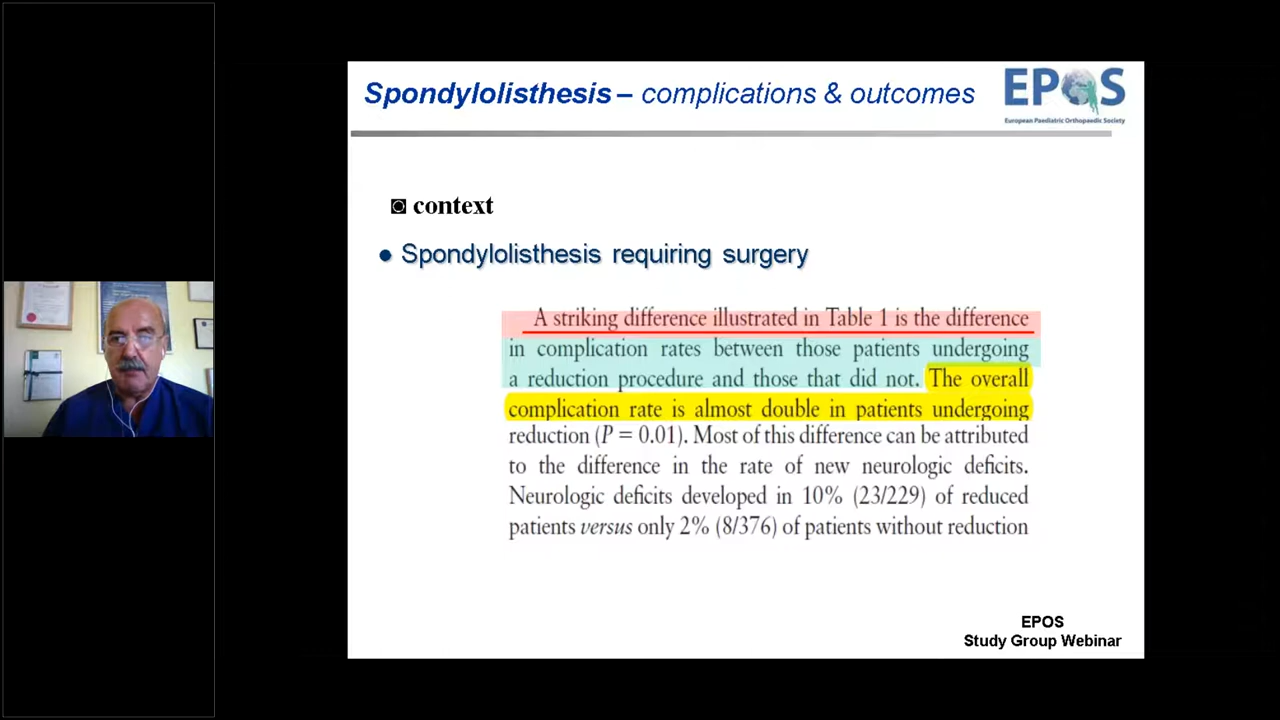 Spondylolisthesis – complications & outcomes
EPOS
European Paediatric Orthopaedic Society
context
Spondylolisthesis requiring surgery
A striking difference illustrated in Table 1 is the difference
in complication rates between those patients undergoing
a reduction procedure and those that did not. The overall
complication rate is almost double in patients undergoing
reduction (P = 0.01). Most of this difference can be attributed
to the difference in the rate of new neurologic deficits.
Neurologic deficits developed in 10% (23/229) of reduced
patients versus only 2% (8/376) of patients without reduction
EPOS
Study Group Webinar